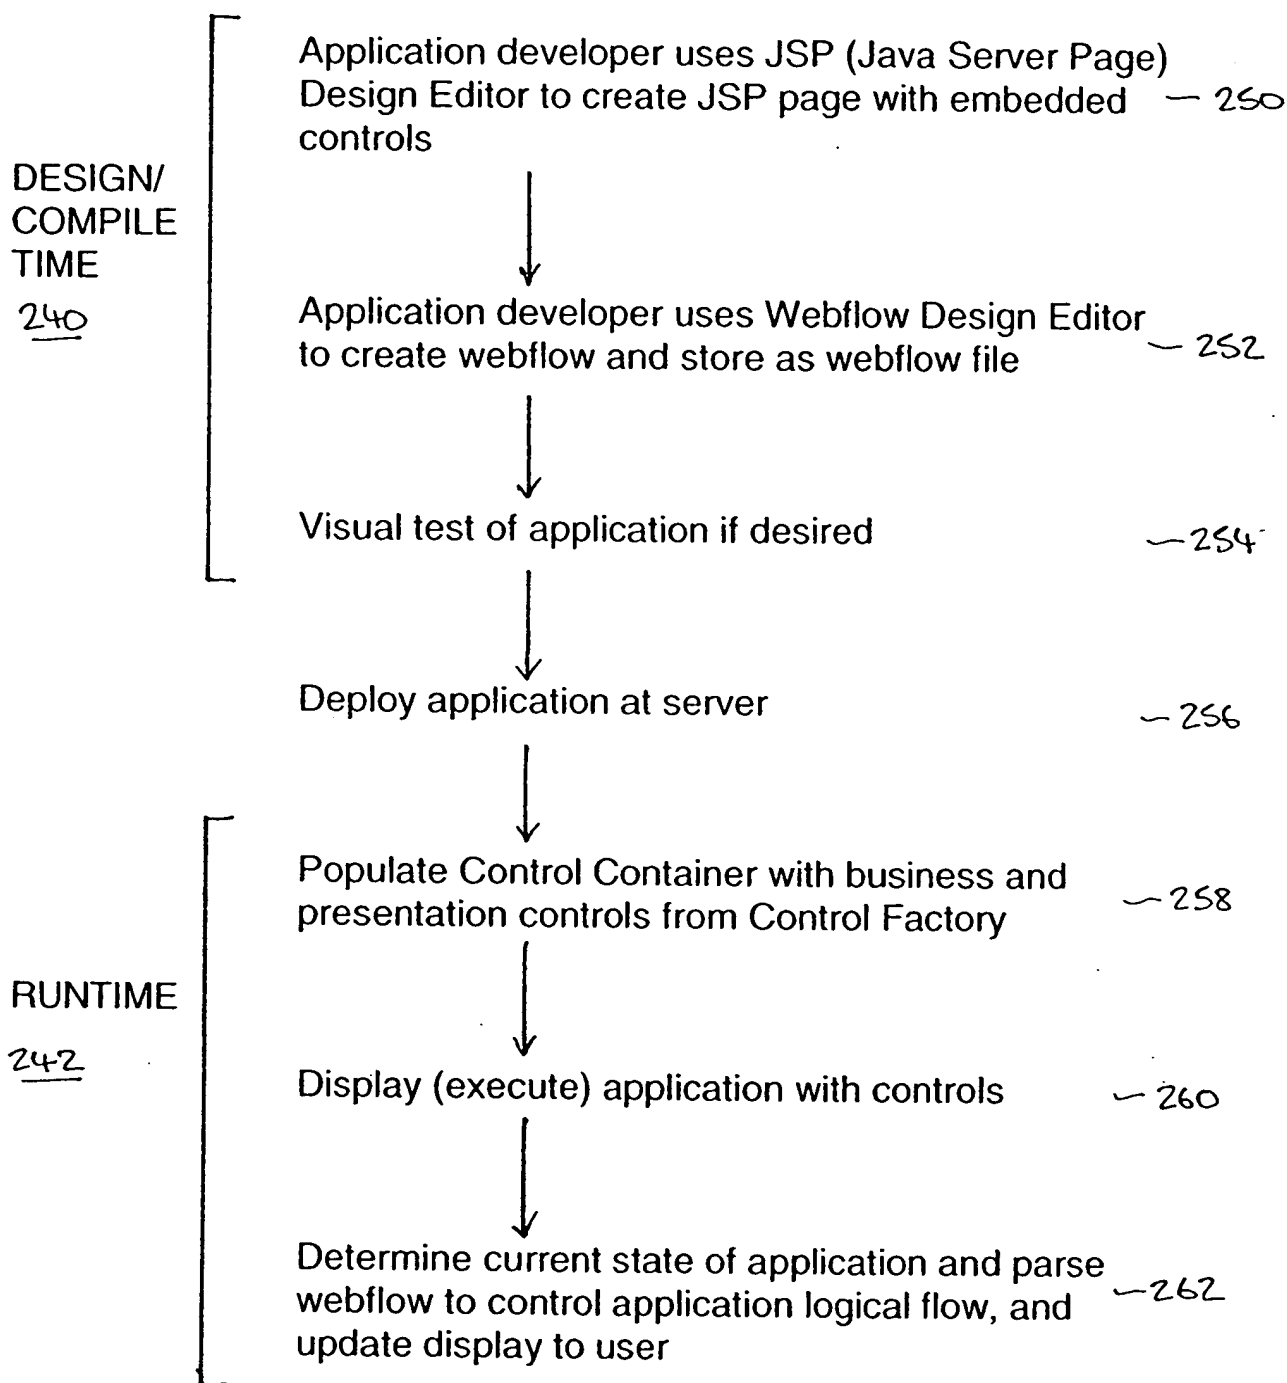 Application developer uses JSP (Java Server Page)
Design Editor to create JSP page with embedded — 250
controls
DESIGN/
COMPILE
TIME
240
Application developer uses Webflow Design Editor
to create webflow and store as webflow file — 252
Visual test of application if desired — 254
Deploy application at server — 256
Populate Control Container with business and
presentation controls from Control Factory — 258
RUNTIME
242
Display (execute) application with controls — 260
Determine current state of application and parse
webflow to control application logical flow, and — 262
update display to user